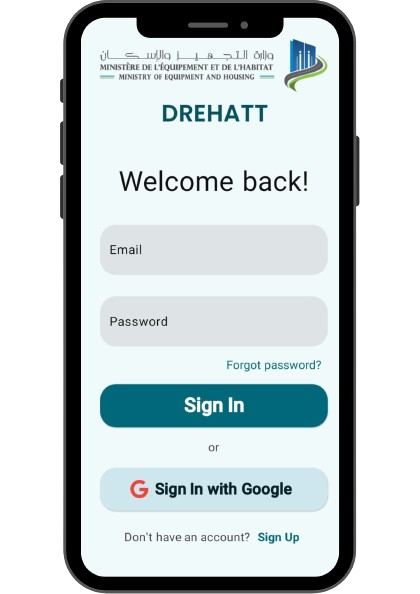 وزارة التجهيز والإسكان
MINISTÈRE DE L'ÉQUIPEMENT ET DE L'HABITAT
MINISTRY OF EQUIPMENT AND HOUSING
DREHATT
Welcome back!
Email
Password
Forgot password?
Sign In
or
Sign In with Google
Don't have an account? Sign Up